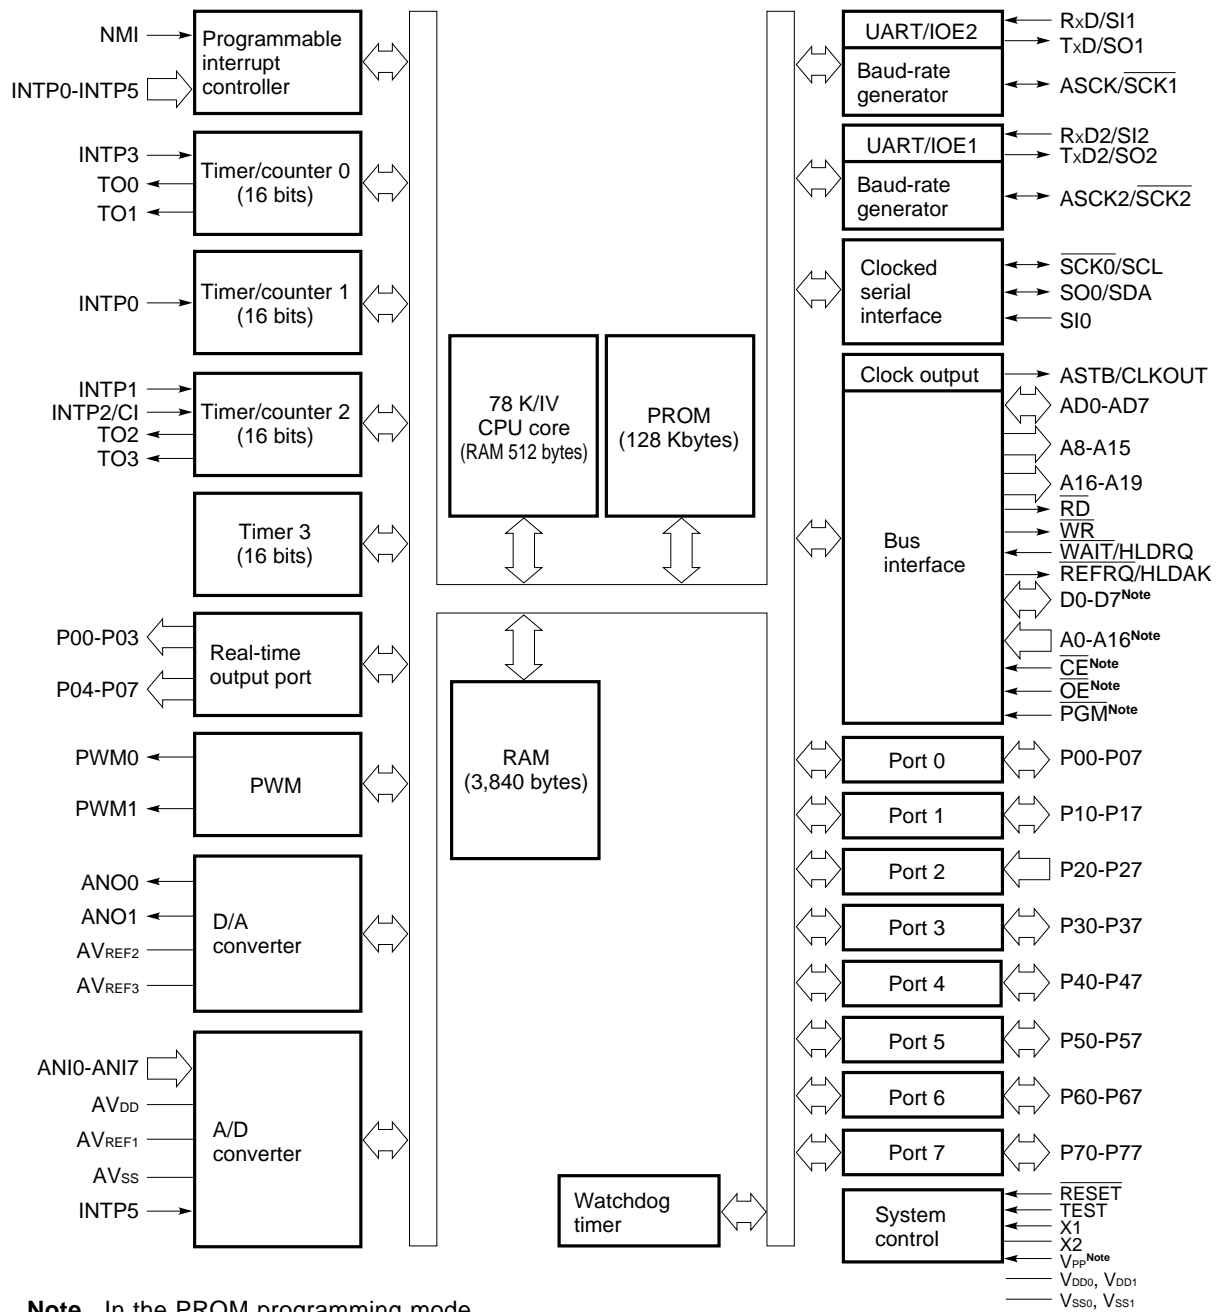 NMI
INTP0-INTP5
Programmable
interrupt
controller
INTP3
TO0
TO1
Timer/counter 0
(16 bits)
INTP0
Timer/counter 1
(16 bits)
INTP1
INTP2/CI
TO2
TO3
Timer/counter 2
(16 bits)
Timer 3
(16 bits)
P00-P03
P04-P07
Real-time
output port
PWM0
PWM1
PWM
ANO0
ANO1
AVREF2
AVREF3
D/A
converter
ANI0-ANI7
AVDD
AVREF1
AVSS
INTP5
A/D
converter
78 K/IV
CPU core
(RAM 512 bytes)
PROM
(128 Kbytes)
RAM
(3,840 bytes)
Watchdog
timer
UART/IOE2
Baud-rate
generator
RxD/SI1
TxD/SO1
ASCK/SCK1
UART/IOE1
Baud-rate
generator
RxD2/SI2
TxD2/SO2
ASCK2/SCK2
Clocked
serial
interface
SCK0/SCL
SO0/SDA
SI0
Clock output
Bus
interface
ASTB/CLKOUT
AD0-AD7
A8-A15
A16-A19
RD
WR
WAIT/HLDRQ
REFRQ/HLDAK
D0-D7Note
A0-A16Note
CENote
OENote
PGMNote
Port 0
P00-P07
Port 1
P10-P17
Port 2
P20-P27
Port 3
P30-P37
Port 4
P40-P47
Port 5
P50-P57
Port 6
P60-P67
Port 7
P70-P77
System
control
RESET
TEST
X1
X2
VPPNote
VDD0, VDD1
VSS0, VSS1
Note In the PROM programming mode